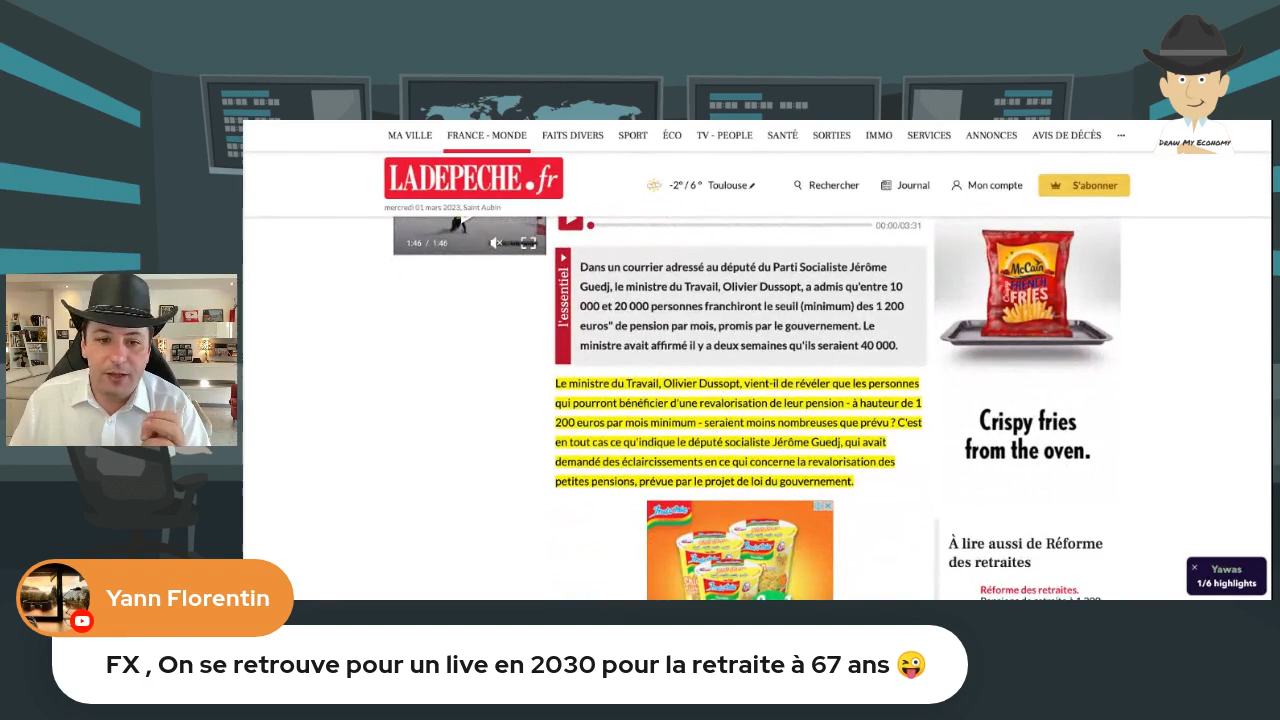 MA VILLE FRANCE - MONDE FAITS DIVERS SPORT ÉCO TV - PEOPLE SANTÉ SORTIES IMMO SERVICES ANNONCES AVIS DE DÉCÈS ...
DRAW MY ECONOMY
LADEPECHE.fr
-2° / 6° Toulouse
Rechercher Journal Mon compte S'abonner
mercredi 01 mars 2023, Saint Aubin
1:46 / 1:46
00:00/03:31
l'essentiel
Dans un courrier adressé au député du Parti Socialiste Jérôme
Guedj, le ministre du Travail, Olivier Dussopt, a admis qu'entre 10
000 et 20 000 personnes franchiront le seuil (minimum) des 1 200
euros" de pension par mois, promis par le gouvernement. Le
ministre avait affirmé il y a deux semaines qu'ils seraient 40 000.
Le ministre du Travail, Olivier Dussopt, vient-il de révéler que les personnes
qui pourront bénéficier d'une revalorisation de leur pension - à hauteur de 1
200 euros par mois minimum - seraient moins nombreuses que prévu ? C'est
en tout cas ce qu'indique le député socialiste Jérôme Guedj, qui avait
demandé des éclaircissements en ce qui concerne la revalorisation des
petites pensions, prévue par le projet de loi du gouvernement.
McCain
FRENCH
FRIES
Crispy fries
from the oven.
Indomie
À lire aussi de Réforme
des retraites
Réforme des retraites.
Yawas
1/6 highlights
Yann Florentin
FX , On se retrouve pour un live en 2030 pour la retraite à 67 ans 😜